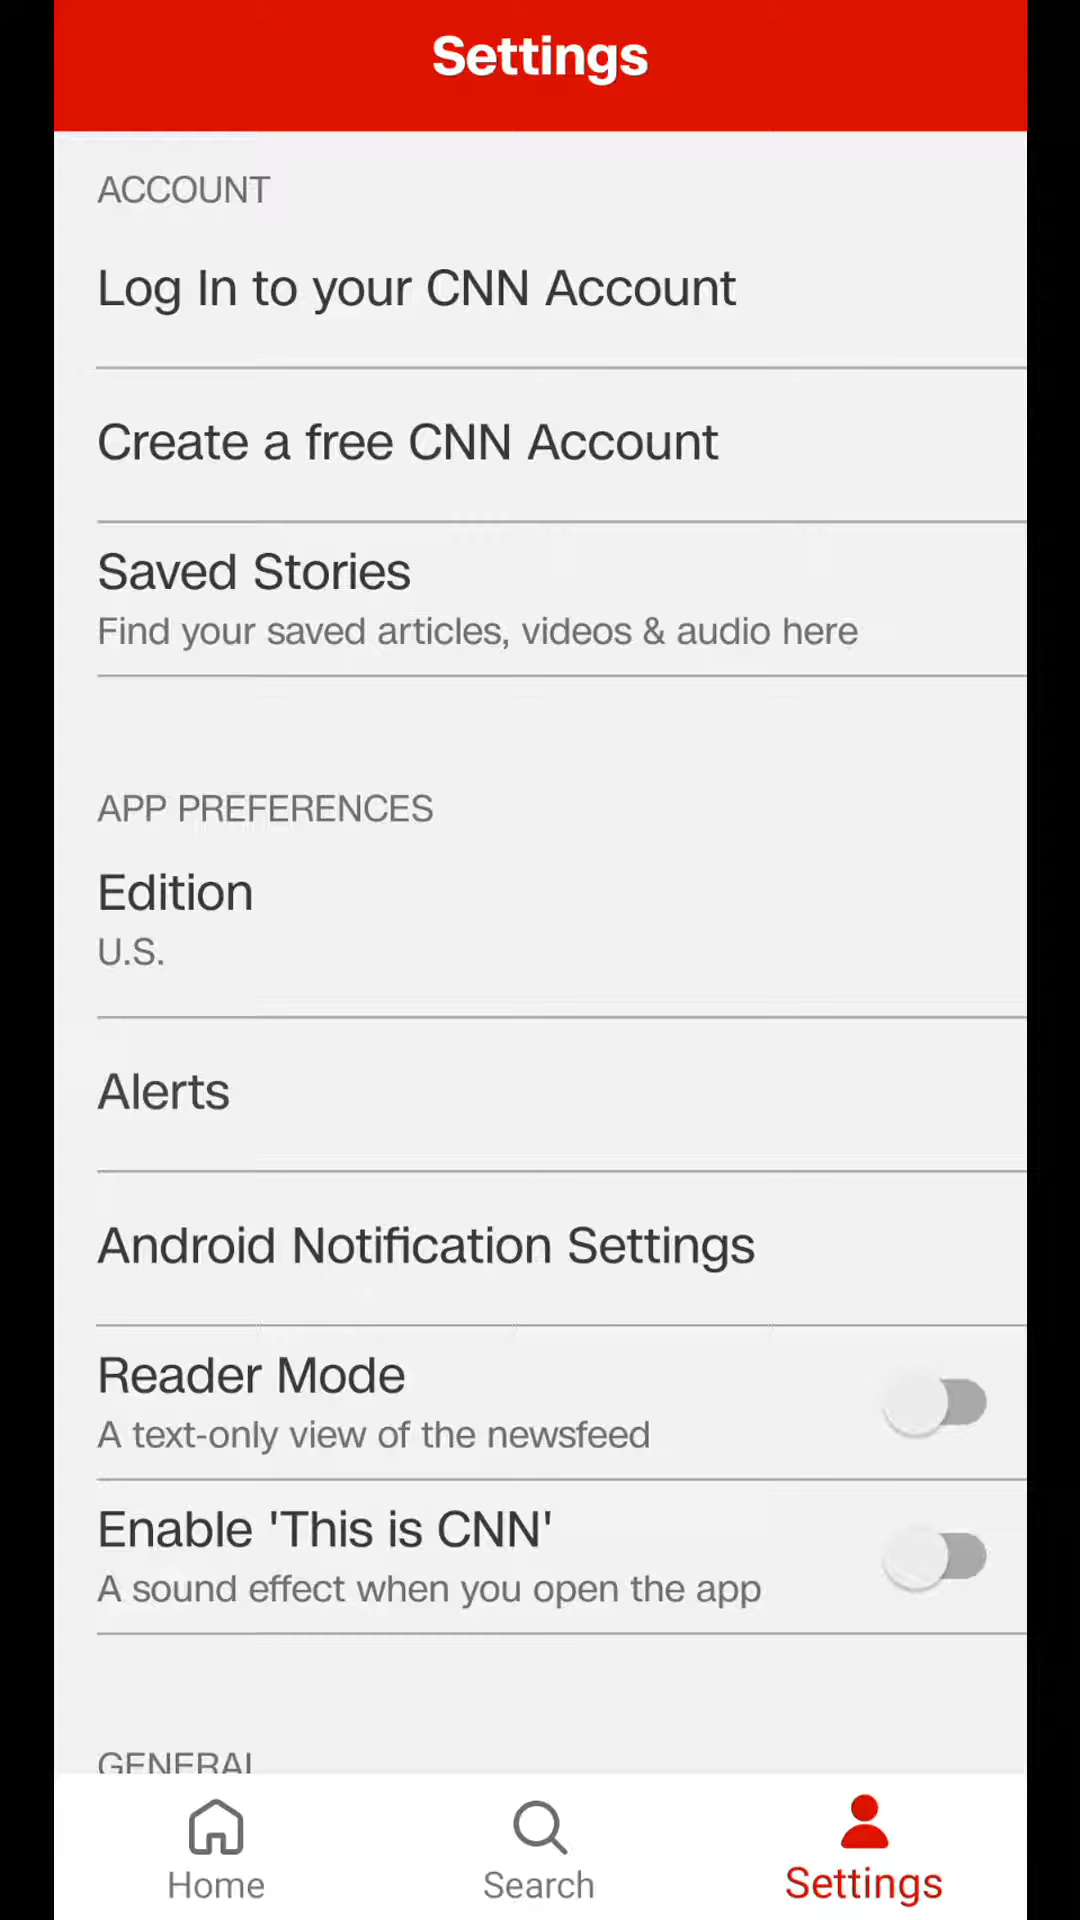 Settings
ACCOUNT
Log In to your CNN Account
Create a free CNN Account
Saved Stories
Find your saved articles, videos & audio here
APP PREFERENCES
Edition
U.S.
Alerts
Android Notification Settings
Reader Mode
A text-only view of the newsfeed
Enable 'This is CNN'
A sound effect when you open the app
GENERAL
Home
Search
Settings